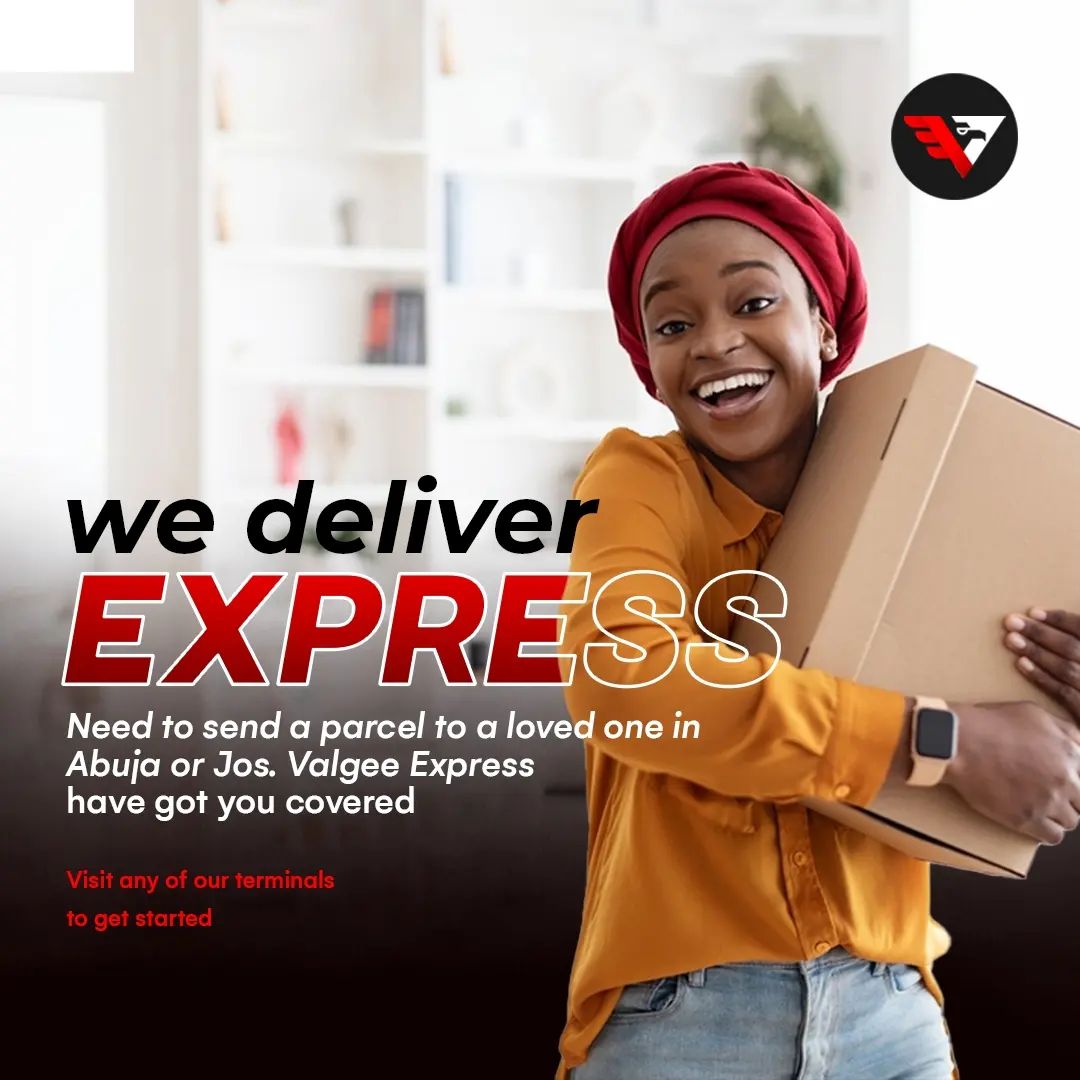 we deliver
EXPRESS
Need to send a parcel to a loved one in
Abuja or Jos. Valgee Express
have got you covered
Visit any of our terminals
to get started